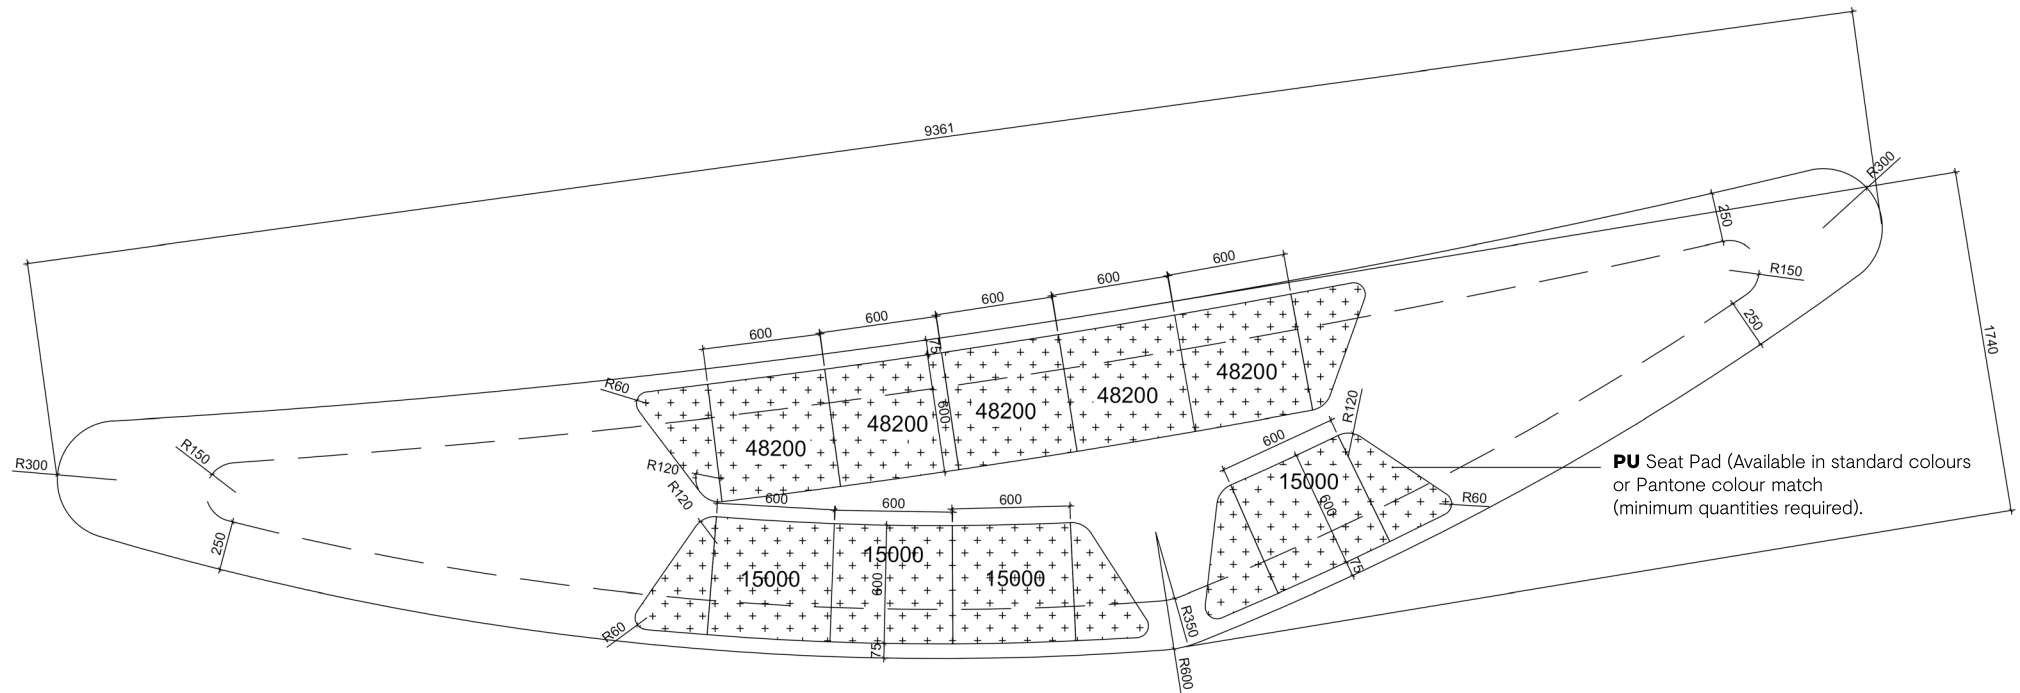 9361
R300
250
R150
250
1740
600
600
600
600
600
75
R60
48200
48200
48200
48200
48200
600
R120
R120
R150
R300
250
600
600
600
15000
15000
15000
600
R60
75
600
R120
15000
600
75
R60
R350
R600
PU Seat Pad (Available in standard colours
or Pantone colour match
(minimum quantities required).